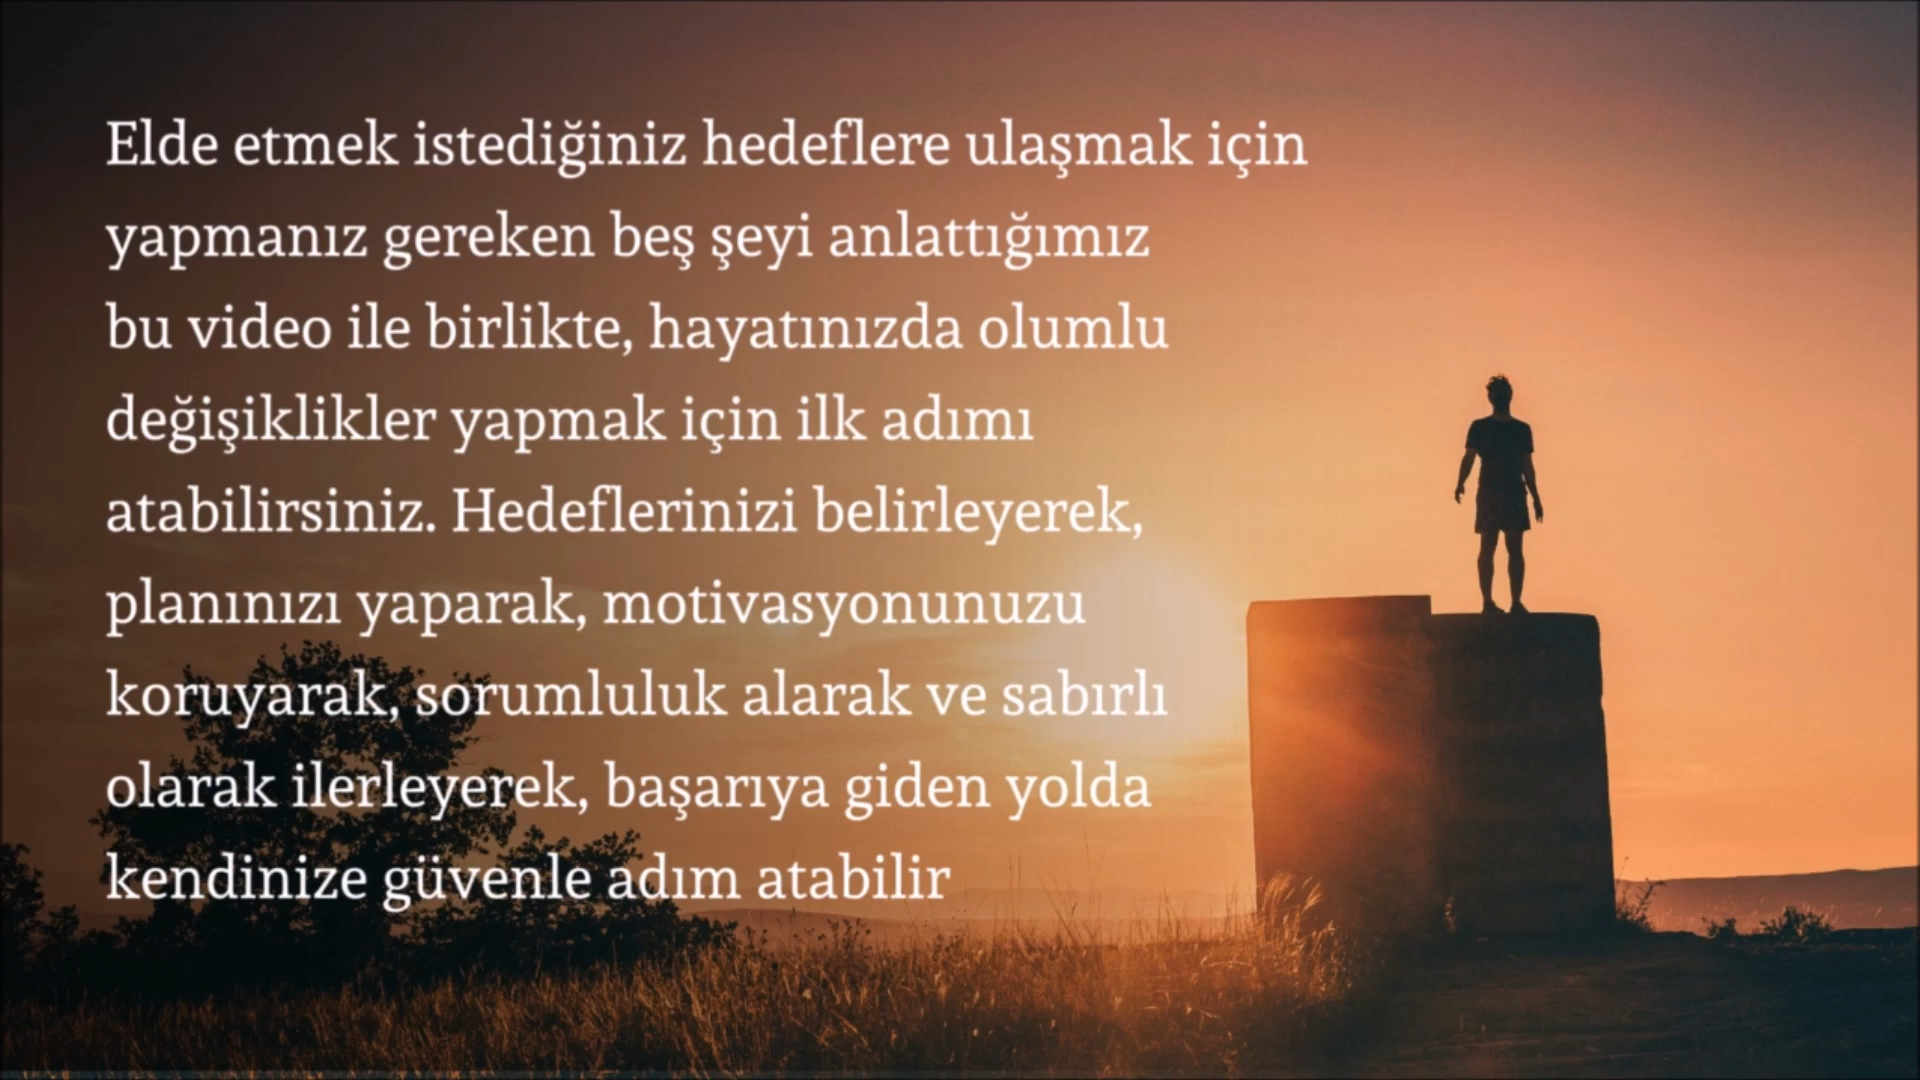 Elde etmek istediğiniz hedeflere ulaşmak için
yapmanız gereken beş şeyi anlattığımız
bu video ile birlikte, hayatınızda olumlu
değişiklikler yapmak için ilk adımı
atabilirsiniz. Hedeflerinizi belirleyerek,
planınızı yaparak, motivasyonunuzu
koruyarak, sorumluluk alarak ve sabırlı
olarak ilerleyerek, başarıya giden yolda
kendinize güvenle adım atabilir